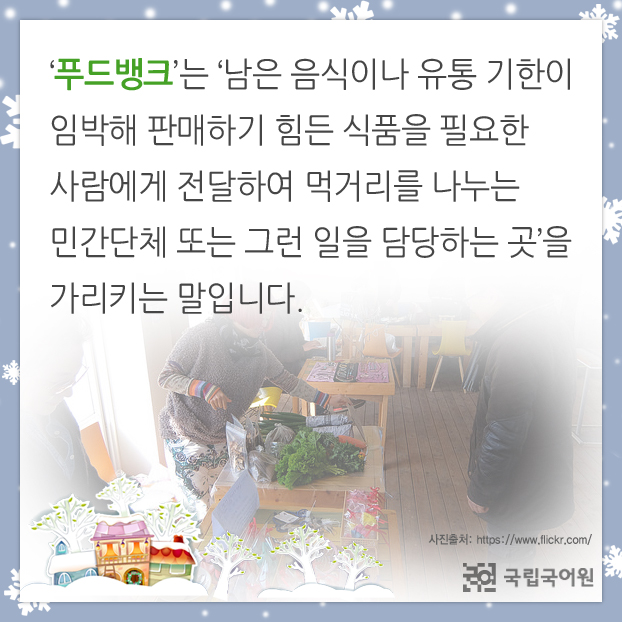 ‘푸드뱅크’는 ‘남은 음식이나 유통 기한이
임박해 판매하기 힘든 식품을 필요한
사람에게 전달하여 먹거리를 나누는
민간단체 또는 그런 일을 담당하는 곳’을
가리키는 말입니다.
사진출처: https://www.flickr.com/
국립국어원